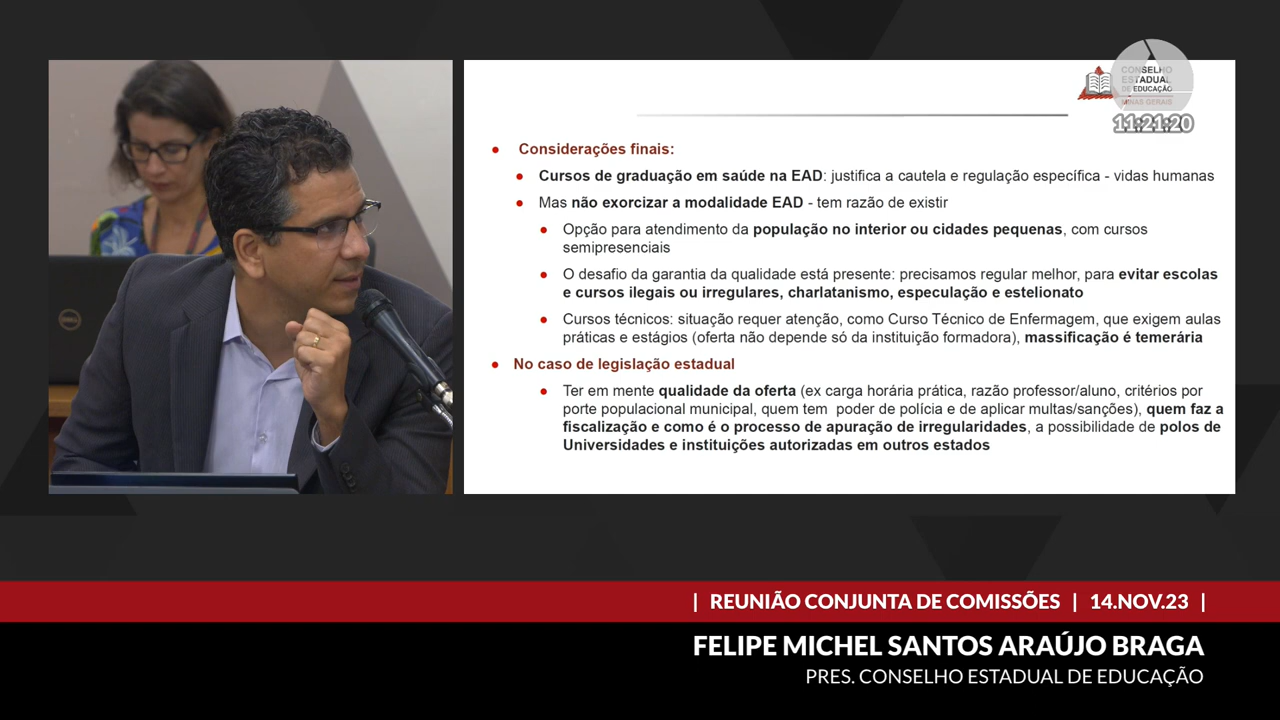 CONSELHO
ESTADUAL
DE EDUCAÇÃO
MINAS GERAIS
11:21:20
Considerações finais:
Cursos de graduação em saúde na EAD: justifica a cautela e regulação específica - vidas humanas
Mas não exorcizar a modalidade EAD - tem razão de existir
Opção para atendimento da população no interior ou cidades pequenas, com cursos
semipresenciais
O desafio da garantia da qualidade está presente: precisamos regular melhor, para evitar escolas
e cursos ilegais ou irregulares, charlatanismo, especulação e estelionato
Cursos técnicos: situação requer atenção, como Curso Técnico de Enfermagem, que exigem aulas
práticas e estágios (oferta não depende só da instituição formadora), massificação é temerária
No caso de legislação estadual
Ter em mente qualidade da oferta (ex carga horária prática, razão professor/aluno, critérios por
porte populacional municipal, quem tem poder de polícia e de aplicar multas/sanções), quem faz a
fiscalização e como é o processo de apuração de irregularidades, a possibilidade de polos de
Universidades e instituições autorizadas em outros estados
DELL
| REUNIÃO CONJUNTA DE COMISSÕES | 14.NOV.23 |
FELIPE MICHEL SANTOS ARAÚJO BRAGA
PRES. CONSELHO ESTADUAL DE EDUCAÇÃO